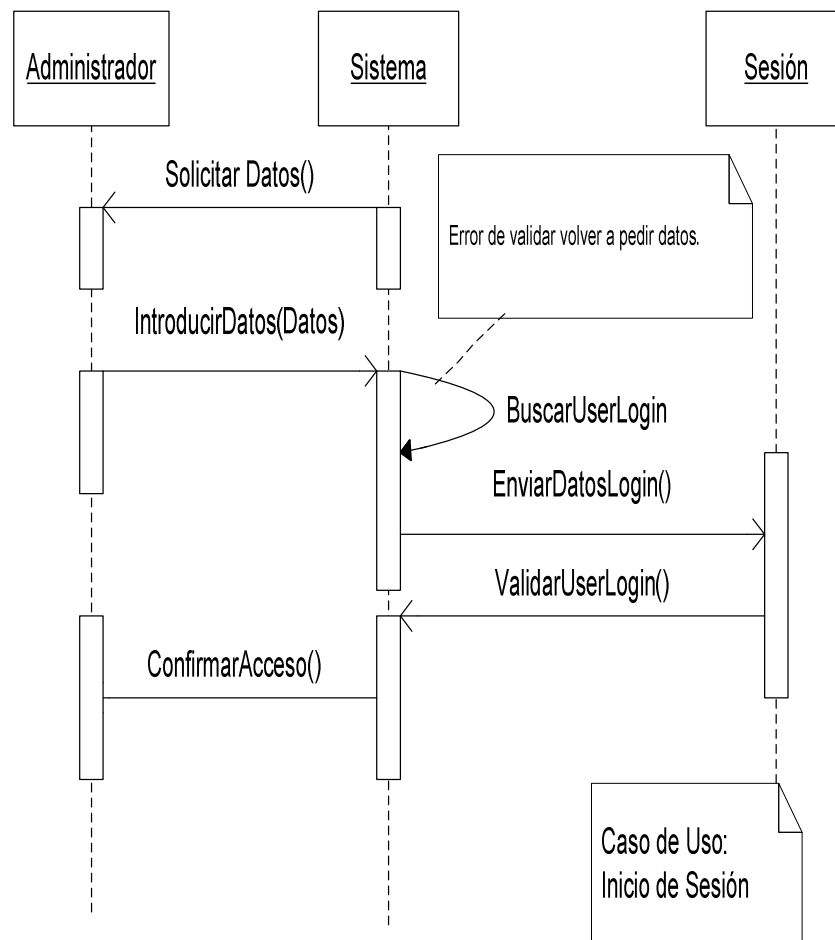 Administrador
Sistema
Sesión
Solicitar Datos()
Error de validar volver a pedir datos.
IntroducirDatos(Datos)
BuscarUserLogin
EnviarDatosLogin()
ValidarUserLogin()
ConfirmarAcceso()
Caso de Uso:
Inicio de Sesión